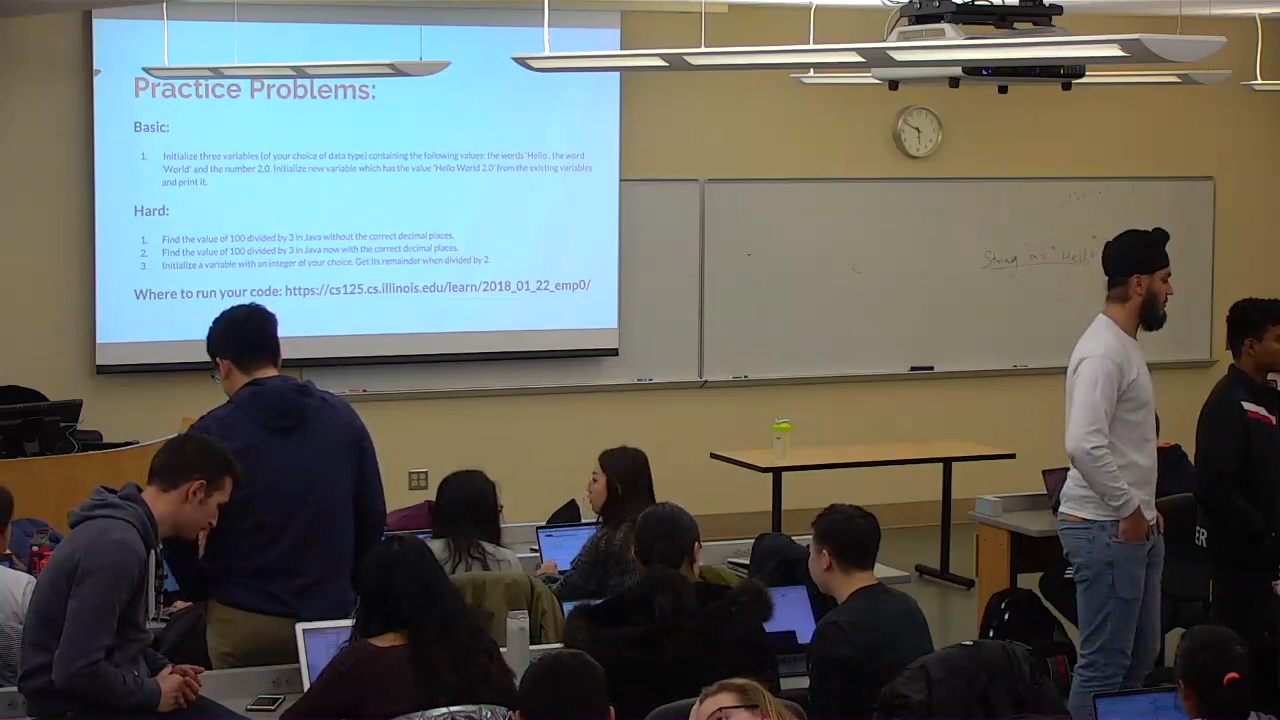 Practice Problems:
Basic:
1. Initialize three variables (of your choice of data type) containing the following values: the words 'Hello', the word
'World' and the number 2.0. Initialize new variable which has the value 'Hello World 2.0' from the existing variables
and print it.
Hard:
1. Find the value of 100 divided by 3 in Java without the correct decimal places.
2. Find the value of 100 divided by 3 in Java now with the correct decimal places.
3. Initialize a variable with an integer of your choice. Get its remainder when divided by 2.
Where to run your code: https://cs125.cs.illinois.edu/learn/2018_01_22_emp0/
String a = " Hello
ER